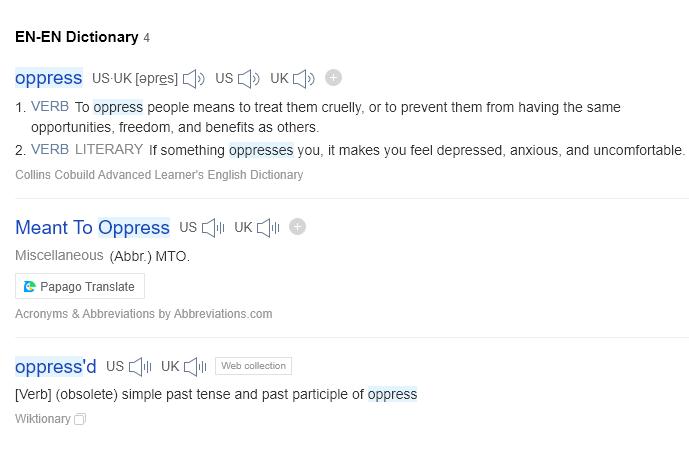 EN-EN Dictionary 4
oppress US·UK [əpres] US UK
1. VERB To oppress people means to treat them cruelly, or to prevent them from having the same
opportunities, freedom, and benefits as others.
2. VERB LITERARY If something oppresses you, it makes you feel depressed, anxious, and uncomfortable.
Collins Cobuild Advanced Learner's English Dictionary
Meant To Oppress US UK
Miscellaneous (Abbr.) MTO.
Papago Translate
Acronyms & Abbreviations by Abbreviations.com
oppress'd US UK Web collection
[Verb] (obsolete) simple past tense and past participle of oppress
Wiktionary